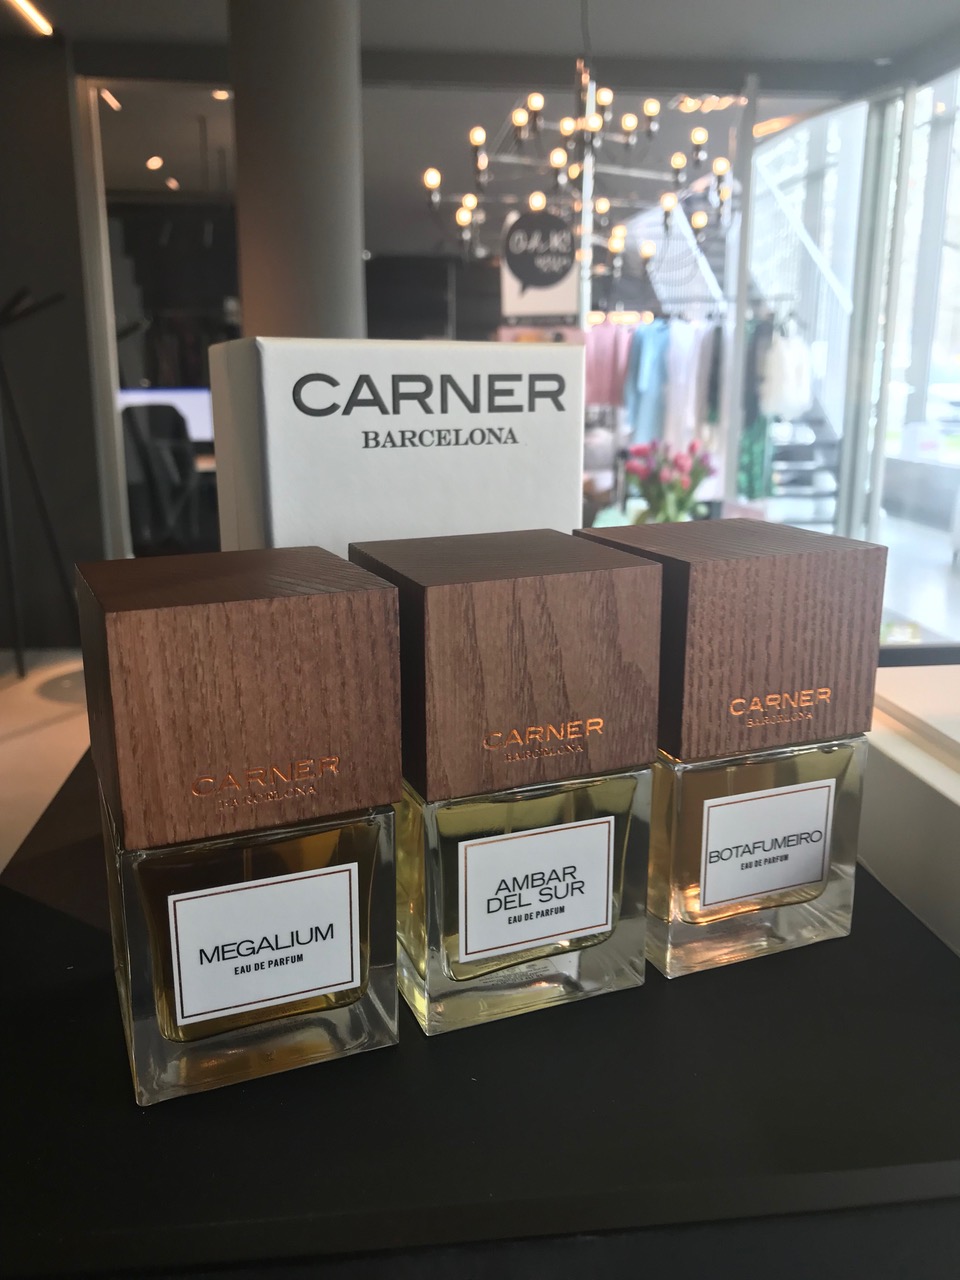 CARNER
BARCELONA
CARNER
BARCELONA
MEGALIUM
EAU DE PARFUM
CARNER
BARCELONA
AMBAR
DEL SUR
EAU DE PARFUM
CARNER
BARCELONA
BOTAFUMEIRO
EAU DE PARFUM